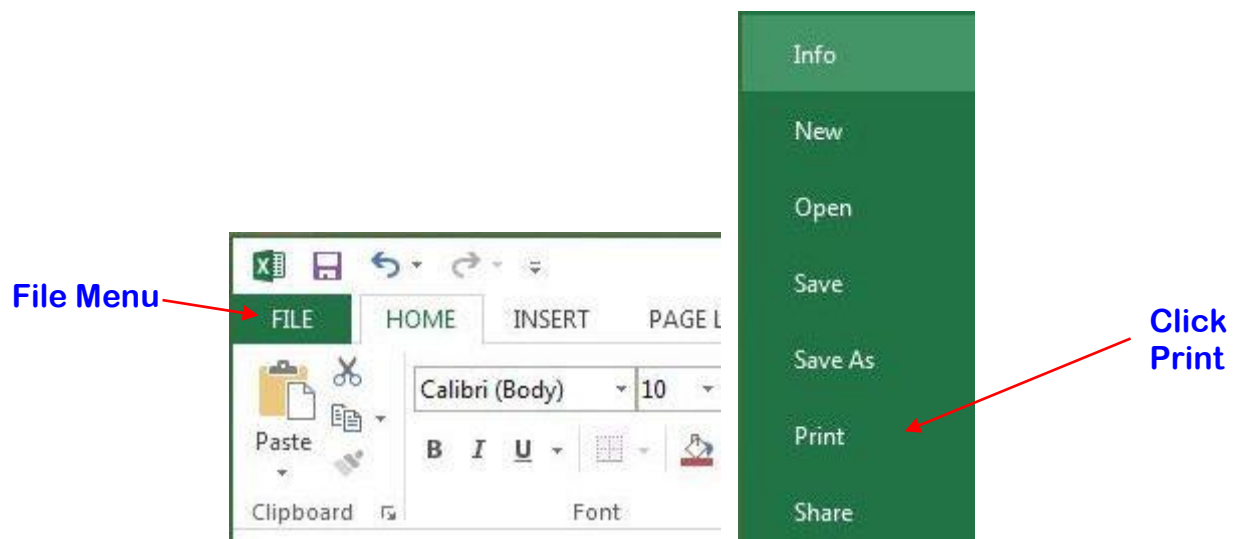 File Menu
FILE HOME INSERT PAGE L
Calibri (Body) 10
Paste
B I U
Clipboard Font
Info
New
Open
Save
Save As
Print
Share
Click
Print